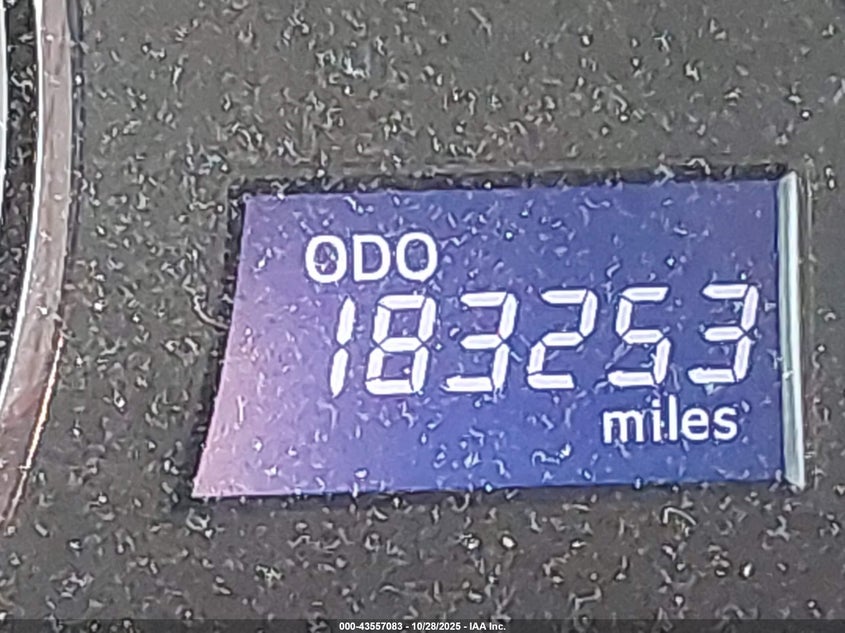 ODO
183253
miles
000-43557083 - 10/28/2025 - IAA Inc.